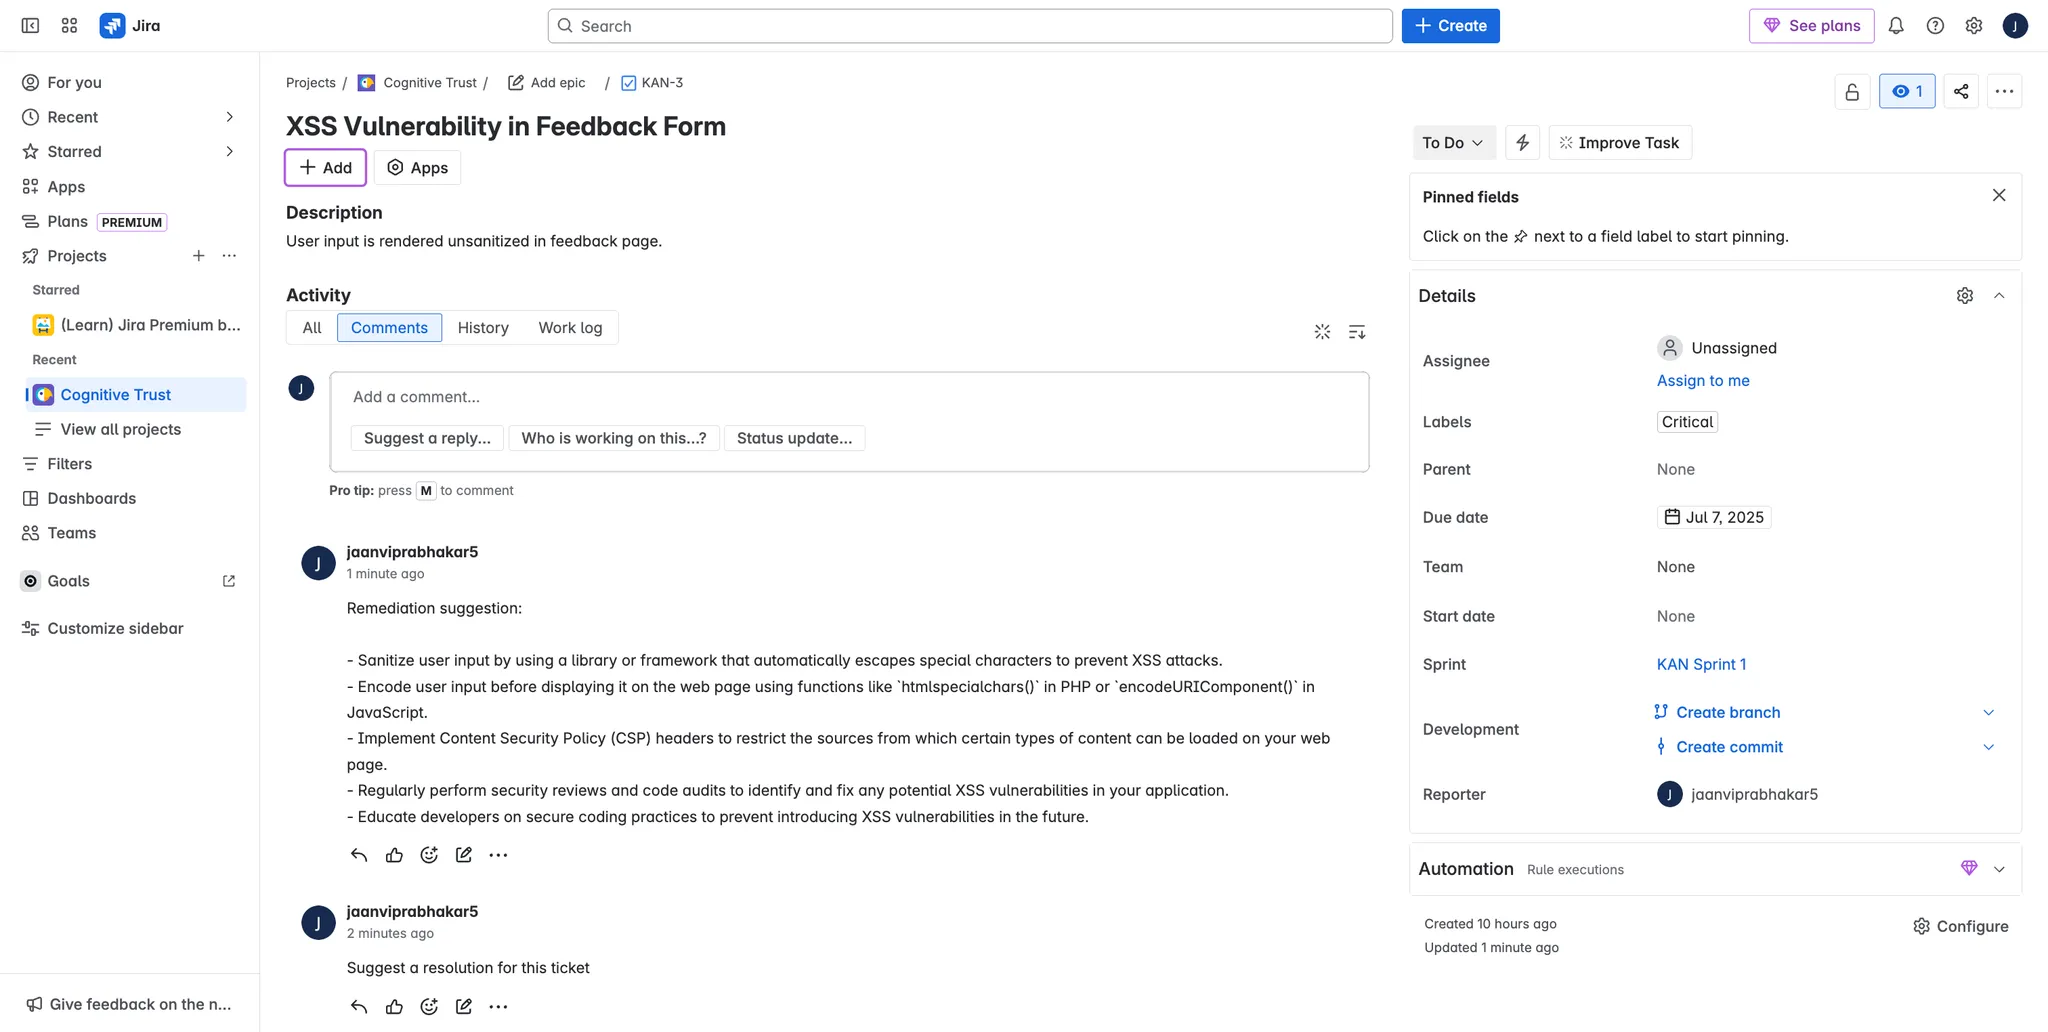 Jira
Search
Create
See plans
J
For you
Recent
Starred
Apps
Plans PREMIUM
Projects
Starred
(Learn) Jira Premium b...
Recent
Cognitive Trust
View all projects
Filters
Dashboards
Teams
Goals
Customize sidebar
Give feedback on the n...
Projects / Cognitive Trust / Add epic / KAN-3
XSS Vulnerability in Feedback Form
Add
Apps
Description
User input is rendered unsanitized in feedback page.
Activity
All Comments History Work log
J
Add a comment...
Suggest a reply... Who is working on this...? Status update...
Pro tip: press M to comment
J
jaanviprabhakar5
1 minute ago
Remediation suggestion:
- Sanitize user input by using a library or framework that automatically escapes special characters to prevent XSS attacks.
- Encode user input before displaying it on the web page using functions like `htmlspecialchars()` in PHP or `encodeURIComponent()` in
JavaScript.
- Implement Content Security Policy (CSP) headers to restrict the sources from which certain types of content can be loaded on your web
page.
- Regularly perform security reviews and code audits to identify and fix any potential XSS vulnerabilities in your application.
- Educate developers on secure coding practices to prevent introducing XSS vulnerabilities in the future.
J
jaanviprabhakar5
2 minutes ago
Suggest a resolution for this ticket
1
To Do
Improve Task
Pinned fields
Click on the next to a field label to start pinning.
Details
Assignee
Unassigned
Assign to me
Labels
Critical
Parent
None
Due date
Jul 7, 2025
Team
None
Start date
None
Sprint
KAN Sprint 1
Development
Create branch
Create commit
Reporter
J
jaanviprabhakar5
Automation Rule executions
Created 10 hours ago
Updated 1 minute ago
Configure